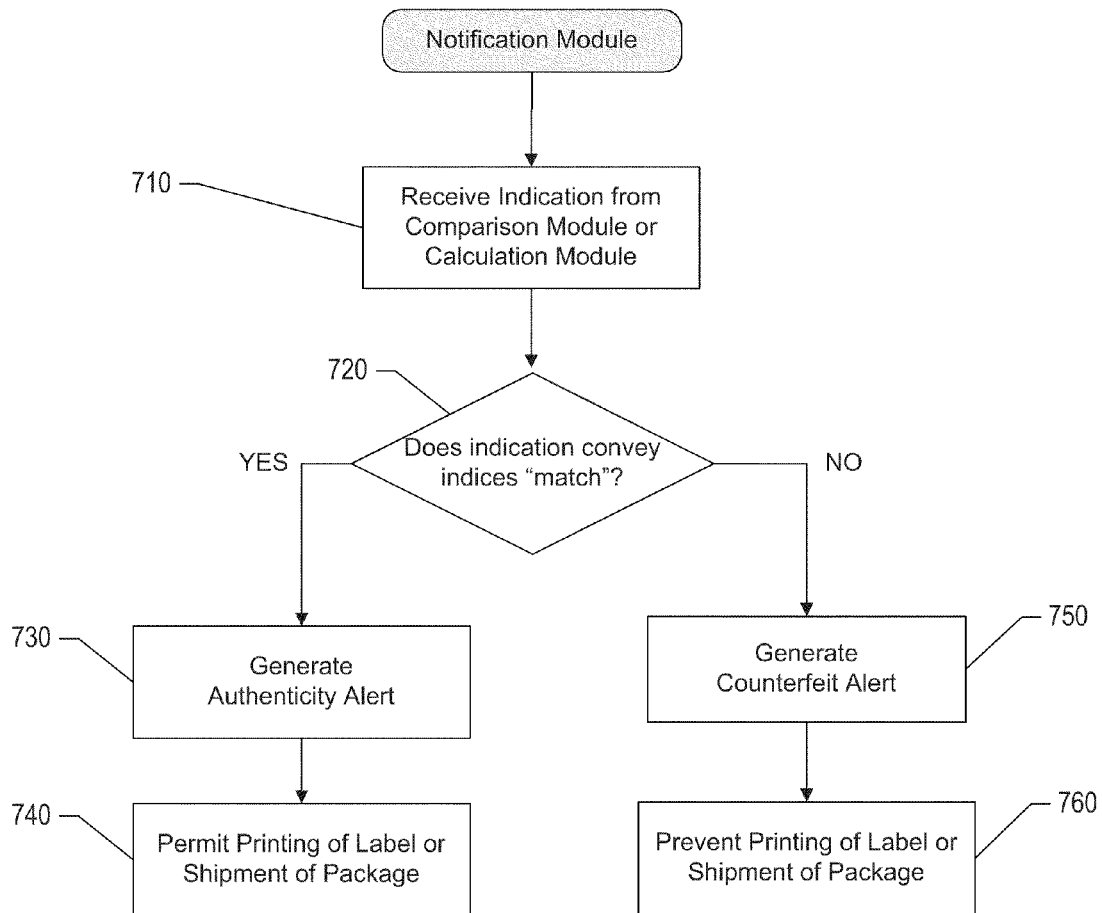 Notification Module
710
Receive Indication from
Comparison Module or
Calculation Module
720
Does indication convey
indices “match”?
YES
NO
730
Generate
Authenticity Alert
750
Generate
Counterfeit Alert
740
Permit Printing of Label or
Shipment of Package
760
Prevent Printing of Label or
Shipment of Package